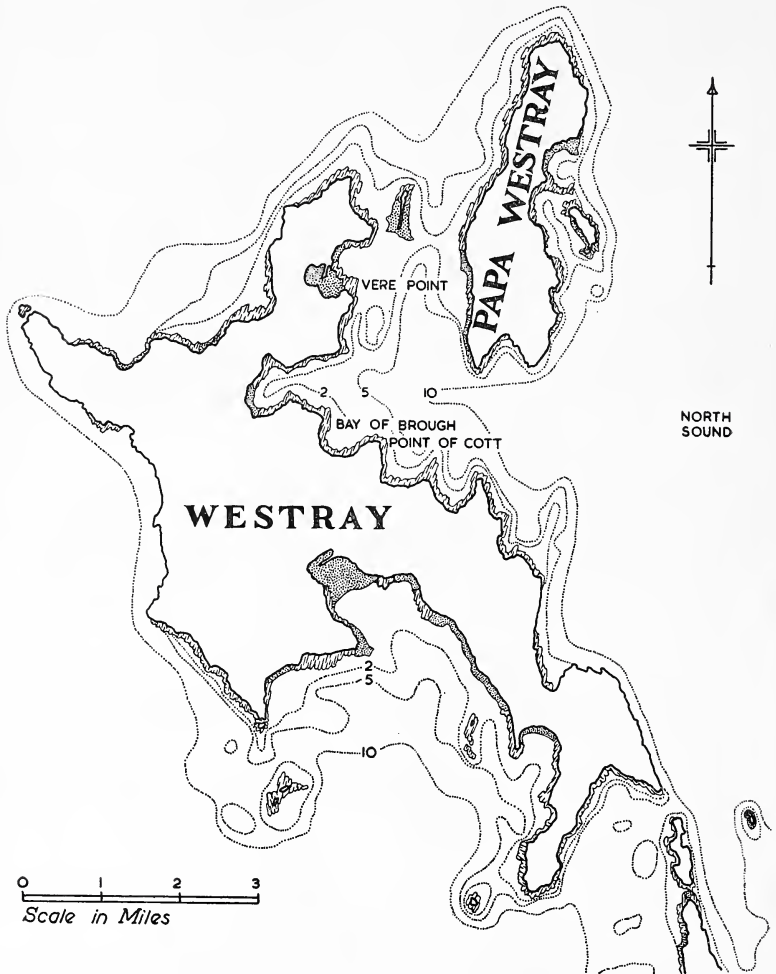 PAPA WESTRAY
VERE POINT
2 5 10
BAY OF BROUGH
POINT OF COTT
NORTH
SOUND
WESTRAY
2
5
10
0 1 2 3
Scale in Miles